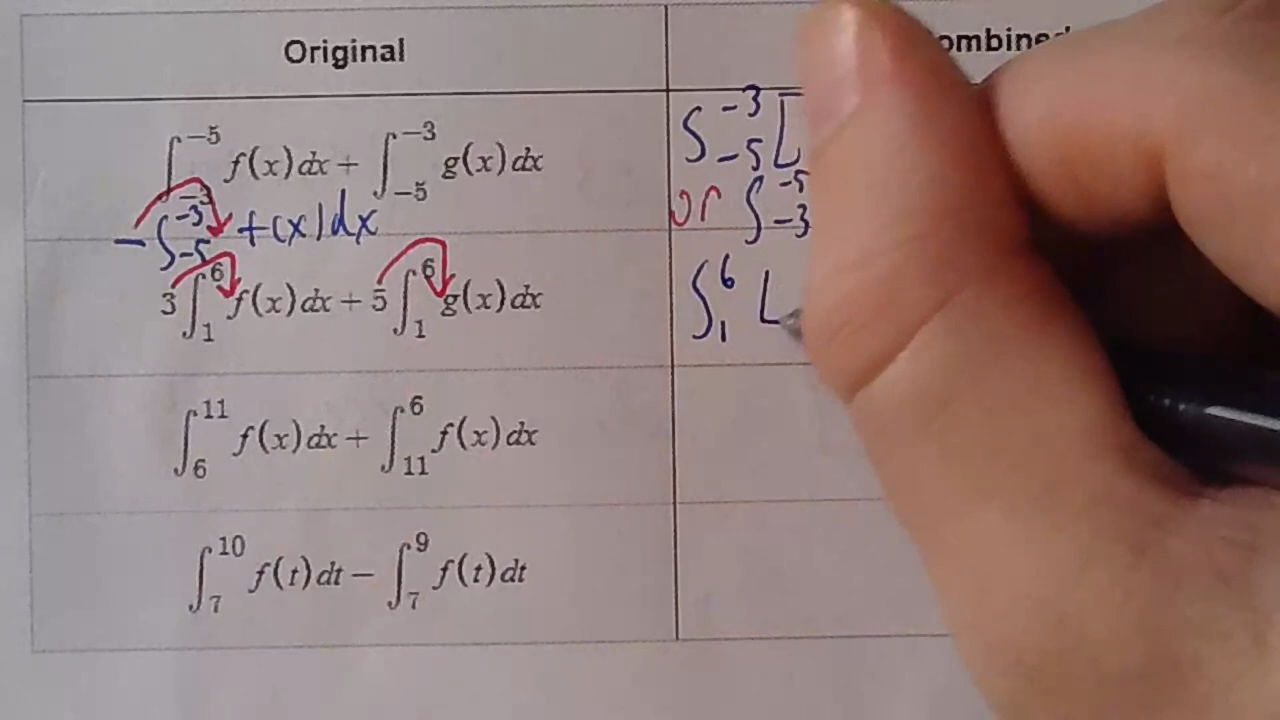 Original
ombined
∫_{-3}^{-5} f(x)dx + ∫_{-5}^{-3} g(x)dx
∫_{-5}^{-3} [
-∫_{-5}^{-3} f(x)dx
or ∫_{-3}^{-5}
3∫_{1}^{6} f(x)dx + 5∫_{1}^{6} g(x)dx
∫_{1}^{6} [
∫_{6}^{11} f(x)dx + ∫_{11}^{6} f(x)dx
∫_{7}^{10} f(t)dt − ∫_{7}^{9} f(t)dt